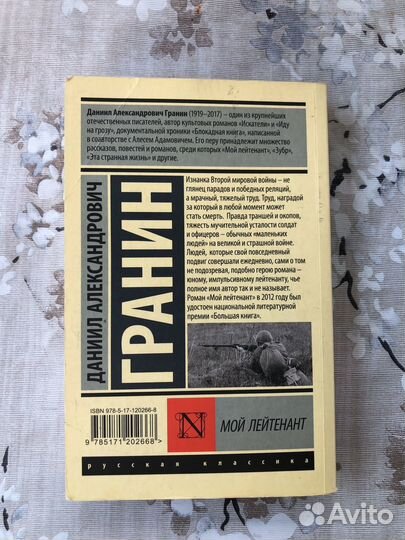 Даниил Александрович Гранин (1919–2017) – один из крупнейших
отечественных писателей, автор культовых романов «Искатели» и «Иду
на грозу», документальной хроники «Блокадная книга», написанной
в соавторстве с Алесем Адамовичем. Его перу принадлежит множество
рассказов, повестей и романов, среди которых «Мой лейтенант», «Зубр»,
«Эта странная жизнь» и другие.
ДАНИИЛ АЛЕКСАНДРОВИЧ
ГРАНИН
Изнанка Второй мировой войны – не
глянец парадов и победных реляций,
а мрачный, тяжелый труд. Труд, наградой
за который в любой момент может
стать смерть. Правда траншей и окопов,
тяжесть мучительной усталости солдат
и офицеров – обычных «маленьких
людей» на великой и страшной войне.
Людей, которые свой повседневный
подвиг совершали ежедневно, сами о том
не подозревая, подобно герою романа –
юному, импульсивному лейтенанту, чье
полное имя автор так и не называет.
Роман «Мой лейтенант» в 2012 году был
удостоен национальной литературной
премии «Большая книга».
ISBN 978-5-17-120266-8
9 785171 202668 >
N
МОЙ ЛЕЙТЕНАНТ
русская классика
Avito